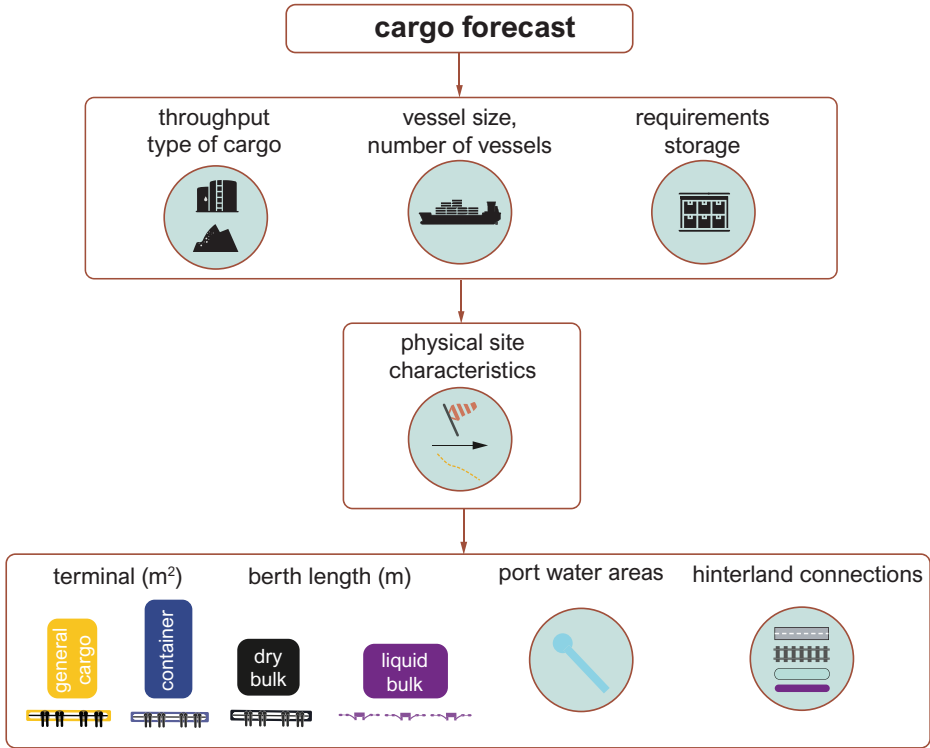 cargo forecast
throughput
type of cargo
vessel size,
number of vessels
requirements
storage
physical site
characteristics
terminal (m²)
berth length (m)
port water areas
hinterland connections
general
cargo
container
dry
bulk
liquid
bulk